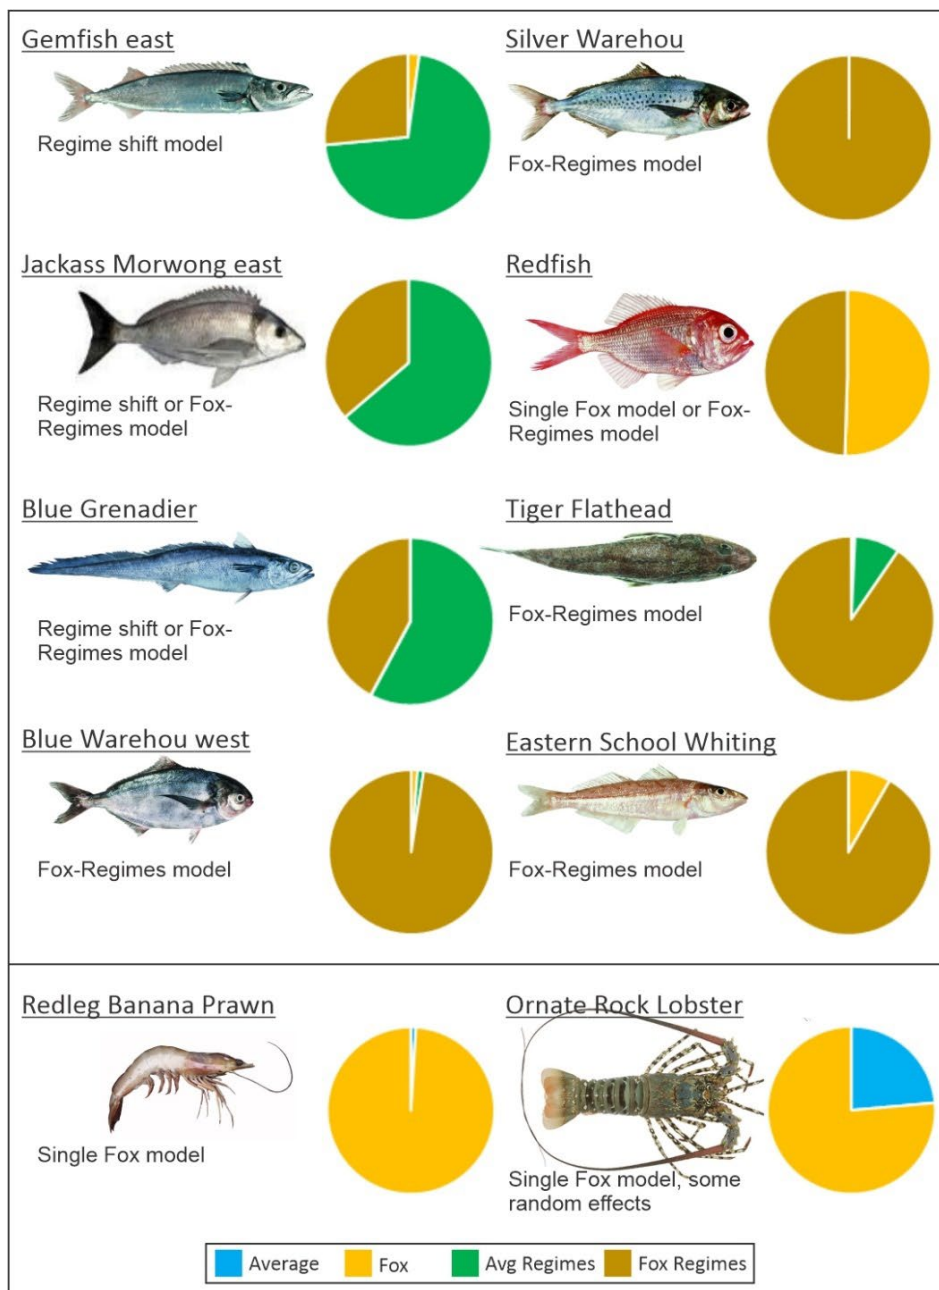 Gemfish east
Regime shift model
Silver Warehou
Fox-Regimes model
Jackass Morwong east
Regime shift or Fox-
Regimes model
Redfish
Single Fox model or Fox-
Regimes model
Blue Grenadier
Regime shift or Fox-
Regimes model
Tiger Flathead
Fox-Regimes model
Blue Warehou west
Fox-Regimes model
Eastern School Whiting
Fox-Regimes model
Redleg Banana Prawn
Single Fox model
Ornate Rock Lobster
Single Fox model, some
random effects
Average Fox Avg Regimes Fox Regimes